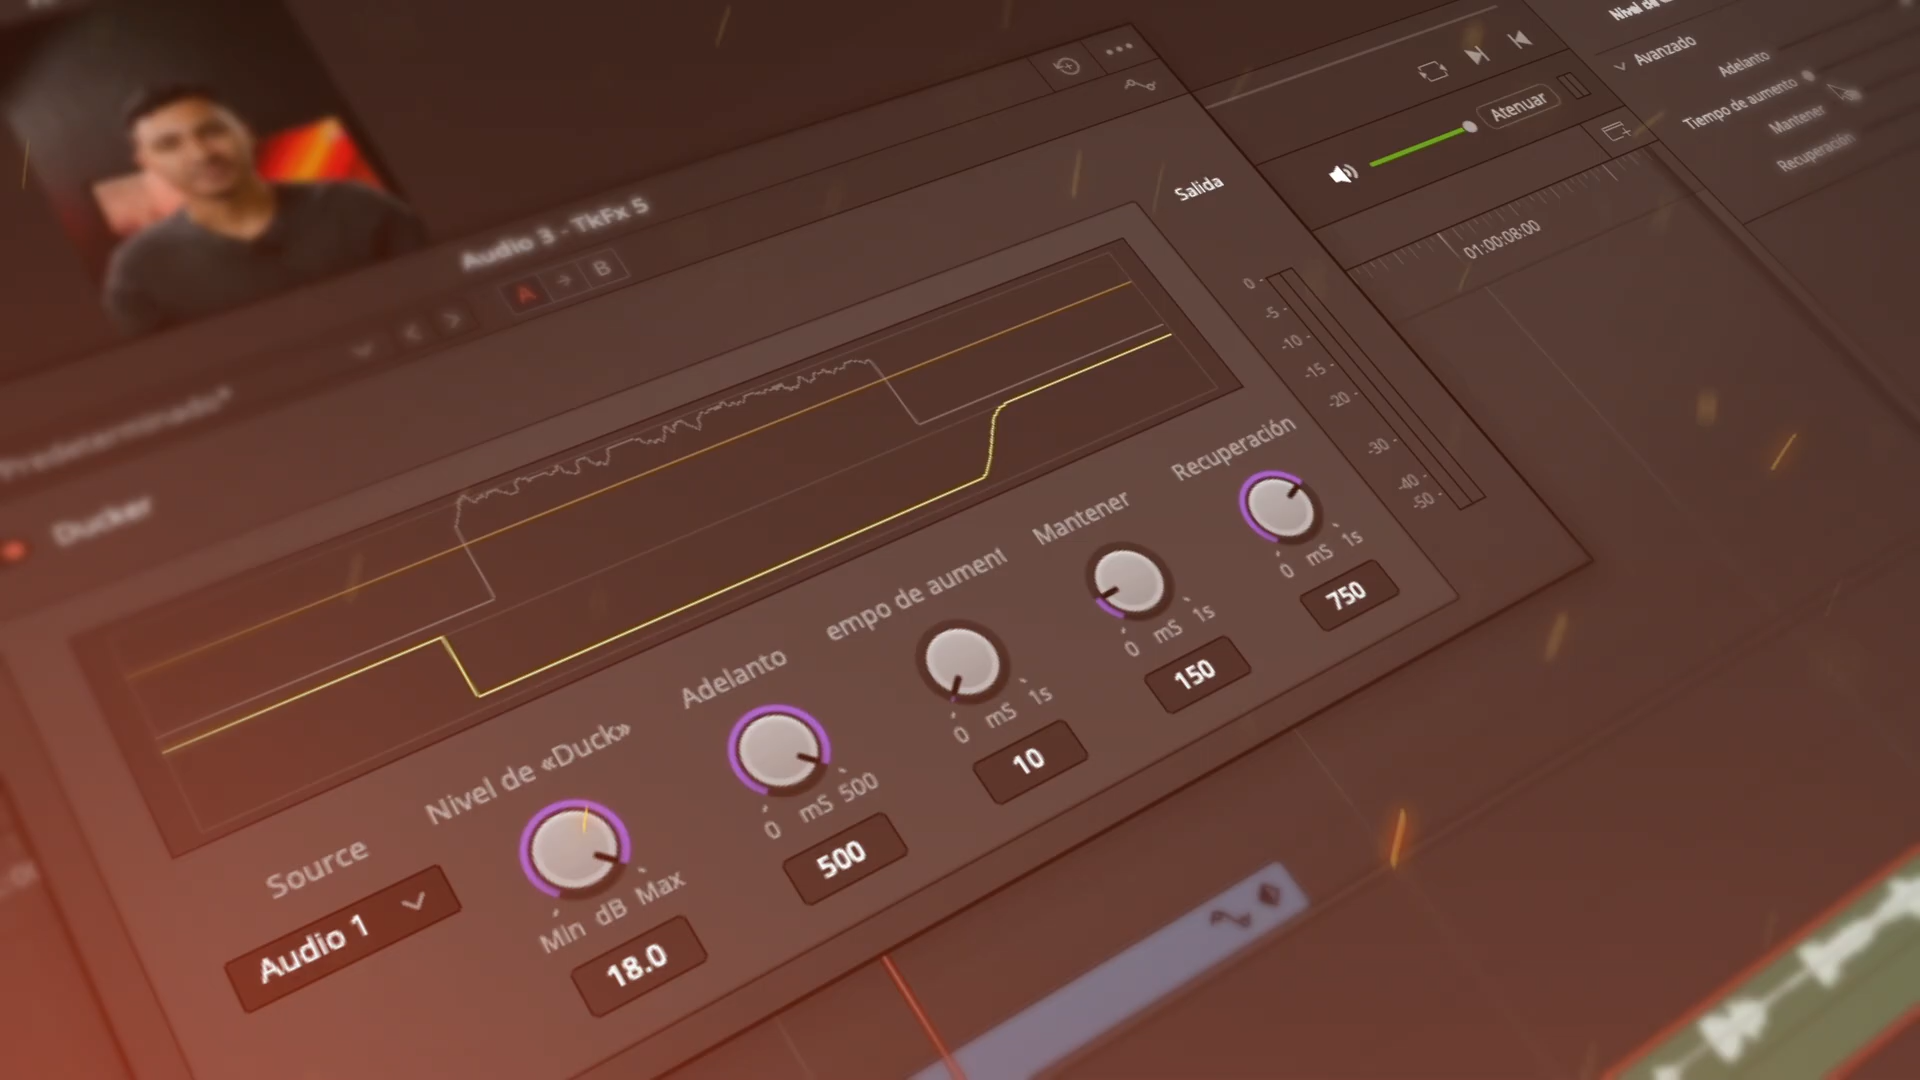 Nivel de
Avanzado
Adelanto
Tiempo de aumento
Mantener
Recuperación
Atenuar
01:00:08:00
Audio 3 - TkFx 5
A
B
Predeterminado*
Ducker
Salida
0
-5
-10
-15
-20
-30
-40
-50
Source
Audio 1
Nivel de «Duck»
Min dB Max
18.0
Adelanto
0 mS 500
500
empo de aument
0 mS 1s
10
Mantener
0 mS 1s
150
Recuperación
0 mS 1s
750